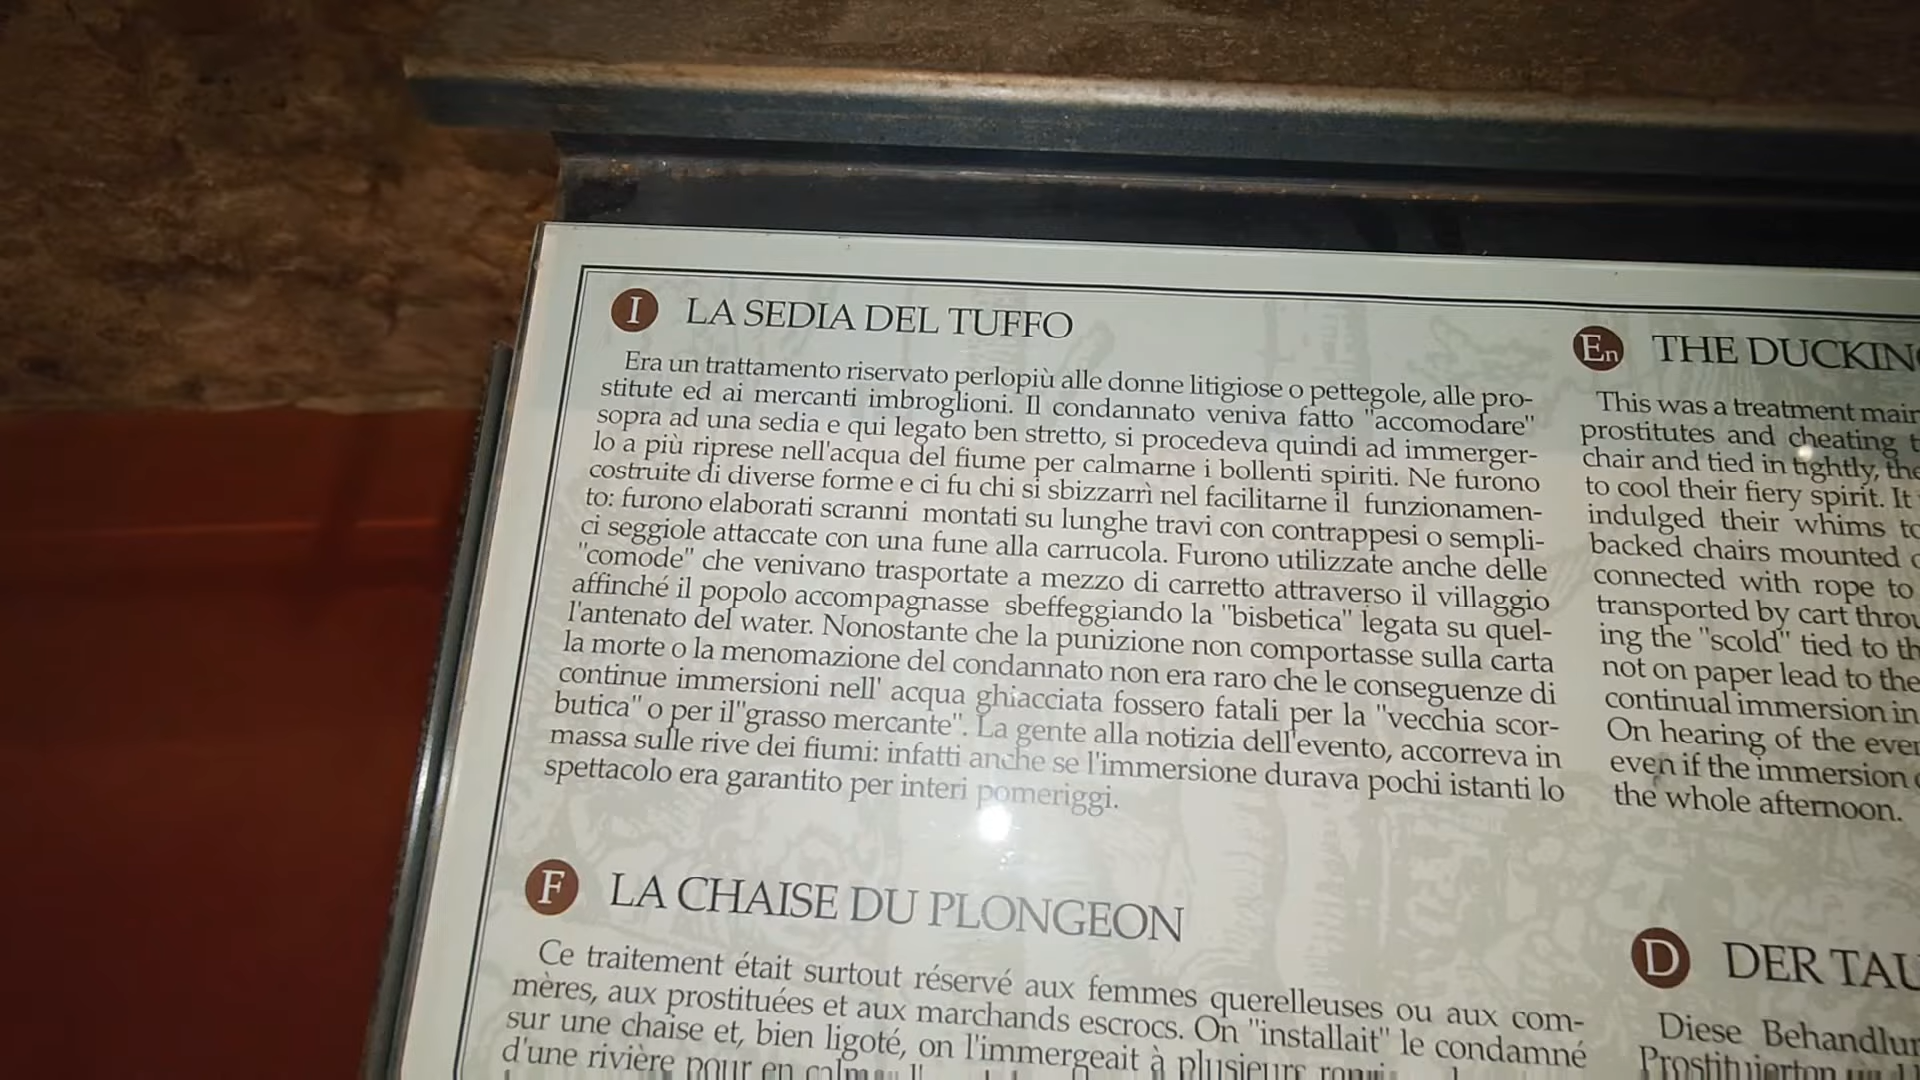 I LA SEDIA DEL TUFFO
Era un trattamento riservato perlopiù alle donne litigiose o pettegole, alle pro-
stitute ed ai mercanti imbroglioni. Il condannato veniva fatto "accomodare"
sopra ad una sedia e qui legato ben stretto, si procedeva quindi ad immerger-
lo a più riprese nell'acqua del fiume per calmarne i bollenti spiriti. Ne furono
costruite di diverse forme e ci fu chi si sbizzarrì nel facilitarne il funzionamen-
to: furono elaborati scranni montati su lunghe travi con contrappesi o sempli-
ci seggiole attaccate con una fune alla carrucola. Furono utilizzate anche delle
"comode" che venivano trasportate a mezzo di carretto attraverso il villaggio
affinché il popolo accompagnasse sbeffeggiando la "bisbetica" legata su quel-
l'antenato del water. Nonostante che la punizione non comportasse sulla carta
la morte o la menomazione del condannato non era raro che le conseguenze di
continue immersioni nell' acqua ghiacciata fossero fatali per la "vecchia scor-
butica" o per il"grasso mercante". La gente alla notizia dell'evento, accorreva in
massa sulle rive dei fiumi: infatti anche se l'immersione durava pochi istanti lo
spettacolo era garantito per interi pomeriggi.
En THE DUCKING
This was a treatment main
prostitutes and cheating t
chair and tied in tightly, the
to cool their fiery spirit. It
indulged their whims to
backed chairs mounted o
connected with rope to
transported by cart throu
ing the "scold" tied to th
not on paper lead to the
continual immersion in
On hearing of the even
even if the immersion
the whole afternoon.
F LA CHAISE DU PLONGEON
Ce traitement était surtout réservé aux femmes querelleuses ou aux com-
mères, aux prostituées et aux marchands escrocs. On "installait" le condamné
sur une chaise et, bien ligoté, on l'immergeait à plusieurs
d'une rivière pour en
D DER TAU
Diese Behandlun